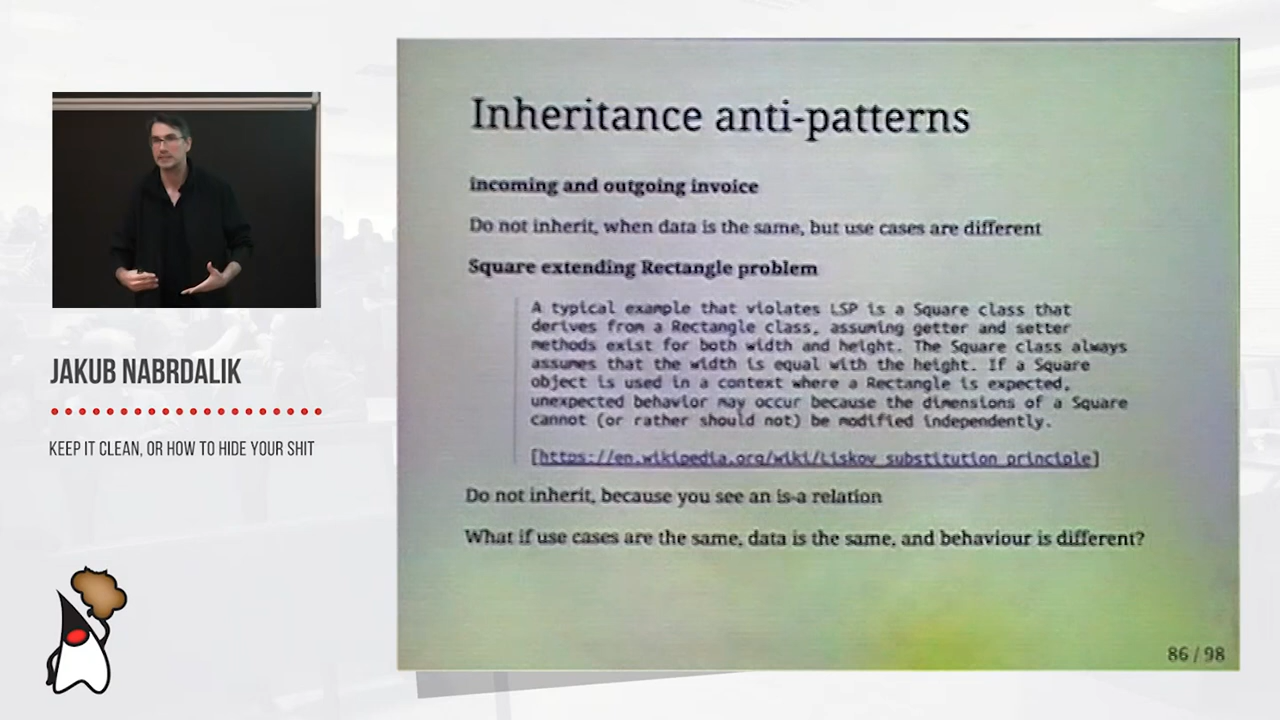 JAKUB NABRDALIK
KEEP IT CLEAN, OR HOW TO HIDE YOUR SHIT
Inheritance anti-patterns
incoming and outgoing invoice
Do not inherit, when data is the same, but use cases are different
Square extending Rectangle problem
A typical example that violates LSP is a Square class that
derives from a Rectangle class, assuming getter and setter
methods exist for both width and height. The Square class always
assumes that the width is equal with the height. If a Square
object is used in a context where a Rectangle is expected,
unexpected behavior may occur because the dimensions of a Square
cannot (or rather should not) be modified independently.
[https://en.wikipedia.org/wiki/Liskov_substitution_principle]
Do not inherit, because you see an is-a relation
What if use cases are the same, data is the same, and behaviour is different?
86 / 98